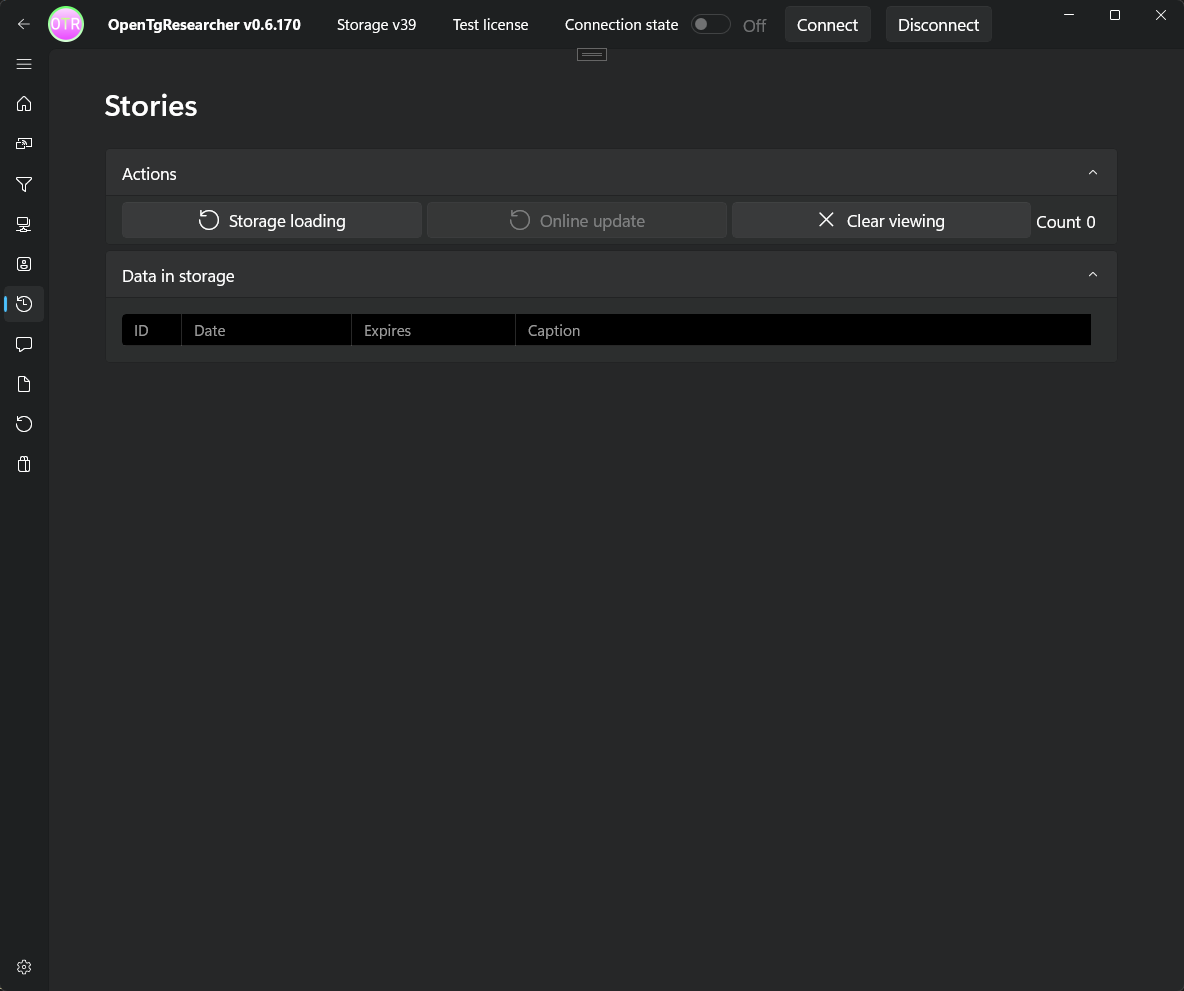 OTR OpenTgResearcher v0.6.170 Storage v39 Test license Connection state Off Connect Disconnect
Stories
Actions
Storage loading Online update Clear viewing Count 0
Data in storage
ID Date Expires Caption